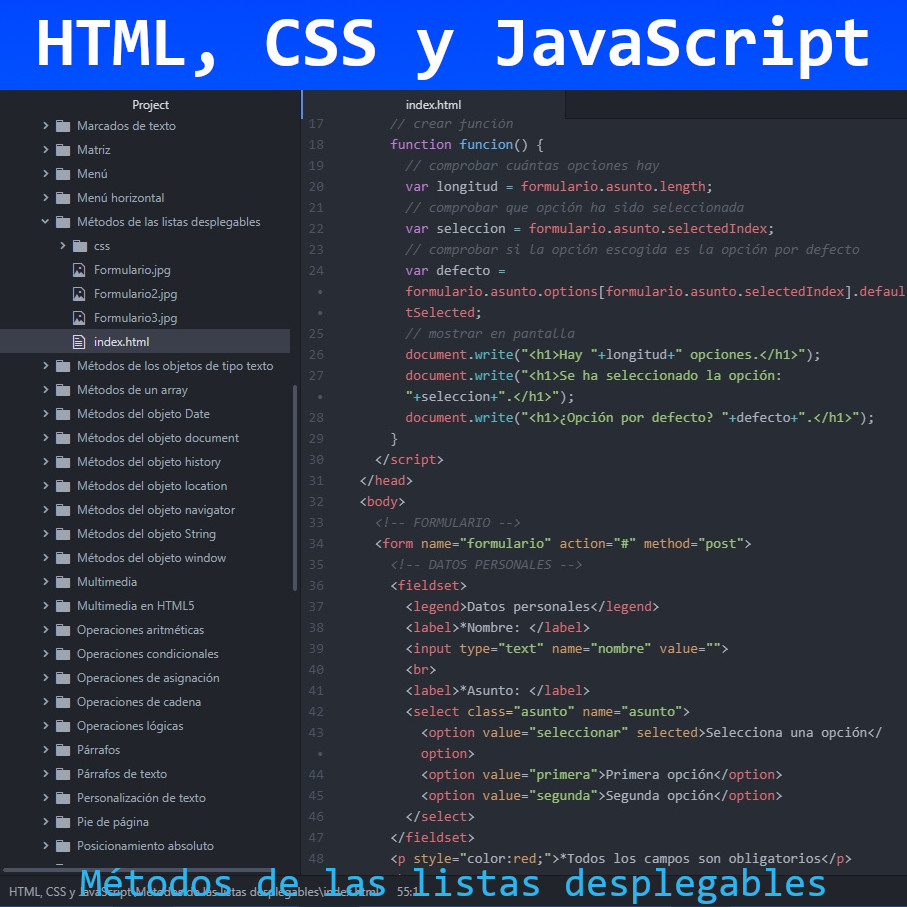 HTML, CSS y JavaScript
Project
Marcados de texto
Matriz
Menú
Menú horizontal
Métodos de las listas desplegables
css
Formulario.jpg
Formulario2.jpg
Formulario3.jpg
index.html
Métodos de los objetos de tipo texto
Métodos de un array
Métodos del objeto Date
Métodos del objeto document
Métodos del objeto history
Métodos del objeto location
Métodos del objeto navigator
Métodos del objeto String
Métodos del objeto window
Multimedia
Multimedia en HTML5
Operaciones aritméticas
Operaciones condicionales
Operaciones de asignación
Operaciones de cadena
Operaciones lógicas
Párrafos
Párrafos de texto
Personalización de texto
Pie de página
Posicionamiento absoluto
index.html
17 // crear función
18 function funcion() {
19 // comprobar cuántas opciones hay
20 var longitud = formulario.asunto.length;
21 // comprobar que opción ha sido seleccionada
22 var seleccion = formulario.asunto.selectedIndex;
23 // comprobar si la opción escogida es la opción por defecto
24 var defecto =
• formulario.asunto.options[formulario.asunto.selectedIndex].defaul
• tSelected;
25 // mostrar en pantalla
26 document.write("<h1>Hay "+longitud+" opciones.</h1>");
27 document.write("<h1>Se ha seleccionado la opción:
• "+seleccion+".</h1>");
28 document.write("<h1>¿Opción por defecto? "+defecto+".</h1>");
29 }
30 </script>
31 </head>
32 <body>
33 <!-- FORMULARIO -->
34 <form name="formulario" action="#" method="post">
35 <!-- DATOS PERSONALES -->
36 <fieldset>
37 <legend>Datos personales</legend>
38 <label>*Nombre: </label>
39 <input type="text" name="nombre" value="">
40 <br>
41 <label>*Asunto: </label>
42 <select class="asunto" name="asunto">
43 <option value="seleccionar" selected>Selecciona una opción</
• option>
44 <option value="primera">Primera opción</option>
45 <option value="segunda">Segunda opción</option>
46 </select>
47 </fieldset>
48 <p style="color:red;">*Todos los campos son obligatorios</p>
HTML, CSS y JavaScript\Métodos de las listas desplegables\index.html 55:1
Métodos de las listas desplegables